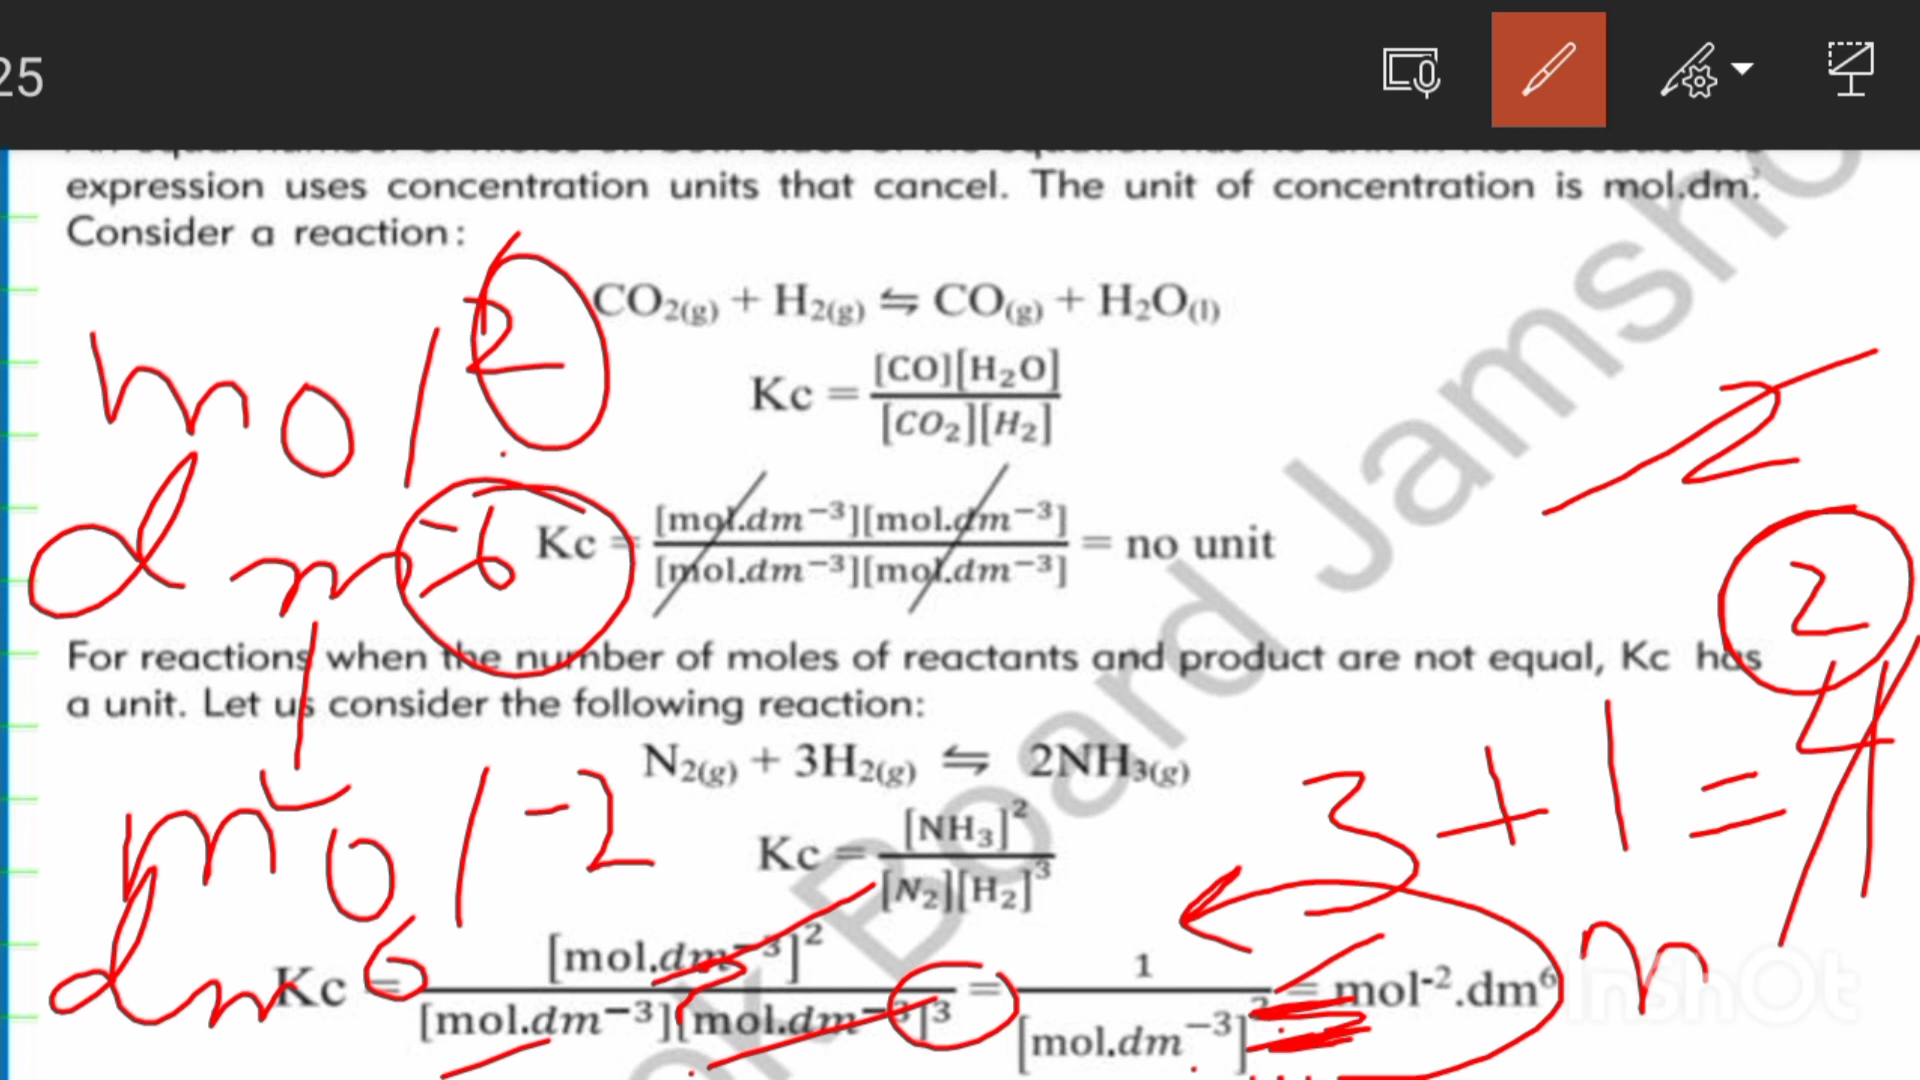 25
expression uses concentration units that cancel. The unit of concentration is mol.dm
Consider a reaction:
CO₂(g) + H₂(g) ⇋ CO(g) + H₂O(l)
Kc = [CO][H₂O] / [CO₂][H₂]
mol²
dm⁻⁶
2
Kc = [mol.dm⁻³][mol.dm⁻³] / [mol.dm⁻³][mol.dm⁻³] = no unit
2
For reactions when the number of moles of reactants and product are not equal, Kc has
a unit. Let us consider the following reaction:
N₂(g) + 3H₂(g) ⇋ 2NH₃(g)
3+1=4
Kc = [NH₃]² / [N₂][H₂]³
mol-2
dm6
Kc = [mol.dm⁻³]² / [mol.dm⁻³][mol.dm⁻³]³ = 1 / [mol.dm⁻³]² = mol⁻².dm⁶
InShOt
Board Jamsho